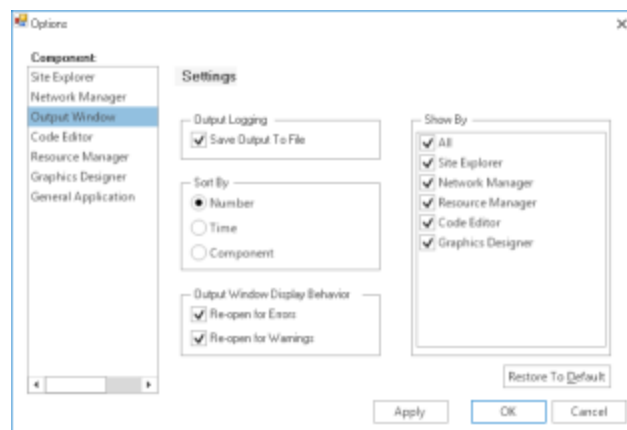 Options
Component:
Site Explorer
Network Manager
Output Window
Code Editor
Resource Manager
Graphics Designer
General Application
Settings
Output Logging
Save Output To File
Sort By
Number
Time
Component
Output Window Display Behavior
Re-open for Errors
Re-open for Warnings
Show By
All
Site Explorer
Network Manager
Resource Manager
Code Editor
Graphics Designer
Restore To Default
Apply
OK
Cancel